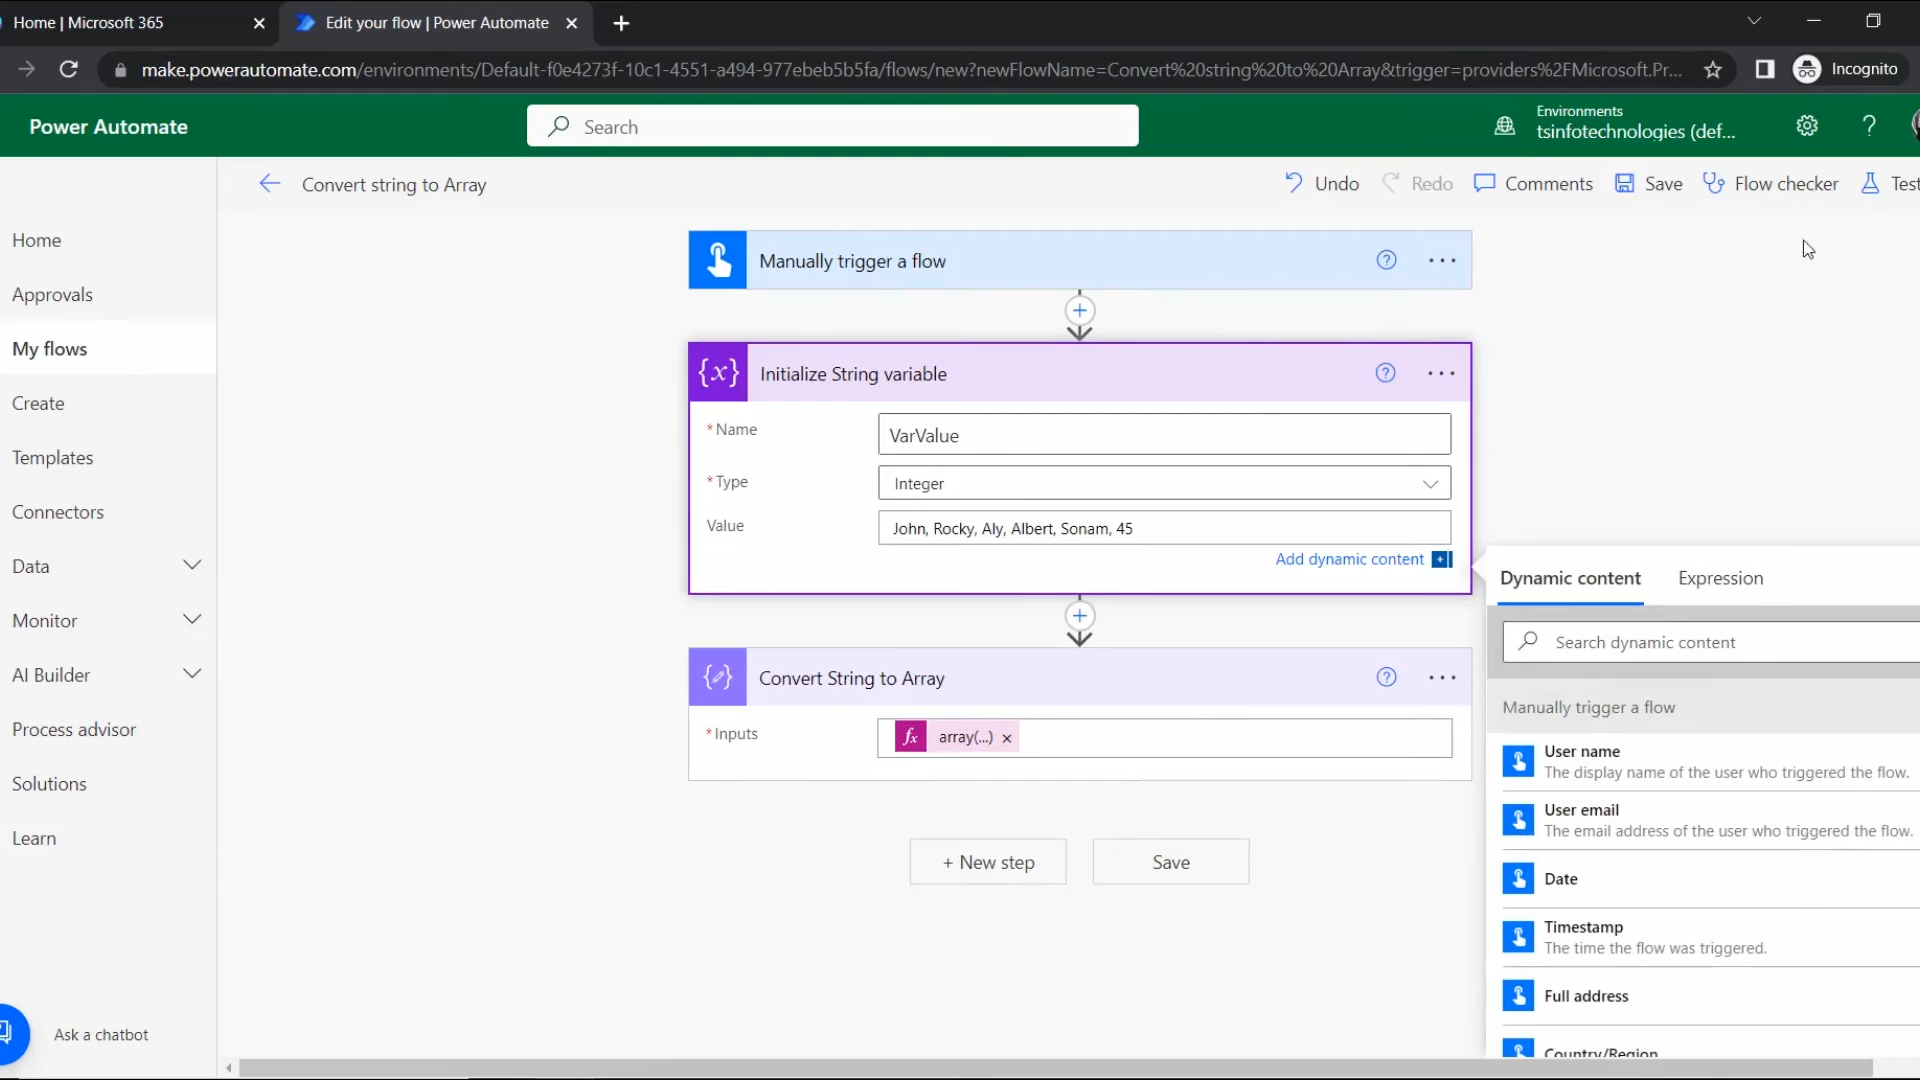 Home | Microsoft 365
Edit your flow | Power Automate
make.powerautomate.com/environments/Default-f0e4273f-10c1-4551-a494-977ebeb5b5fa/flows/new?newFlowName=Convert%20string%20to%20Array&trigger=providers%2FMicrosoft.Pr...
Incognito
Power Automate
Search
Environments
tsinfotechnologies (def...
Convert string to Array
Undo
Redo
Comments
Save
Flow checker
Test
Home
Approvals
My flows
Create
Templates
Connectors
Data
Monitor
AI Builder
Process advisor
Solutions
Learn
Ask a chatbot
Manually trigger a flow
{x} Initialize String variable
* Name
VarValue
* Type
Integer
Value
John, Rocky, Aly, Albert, Sonam, 45
Add dynamic content
Convert String to Array
* Inputs
fx array(...) ×
+ New step
Save
Dynamic content
Expression
Search dynamic content
Manually trigger a flow
User name
The display name of the user who triggered the flow.
User email
The email address of the user who triggered the flow.
Date
Timestamp
The time the flow was triggered.
Full address
Country/Region